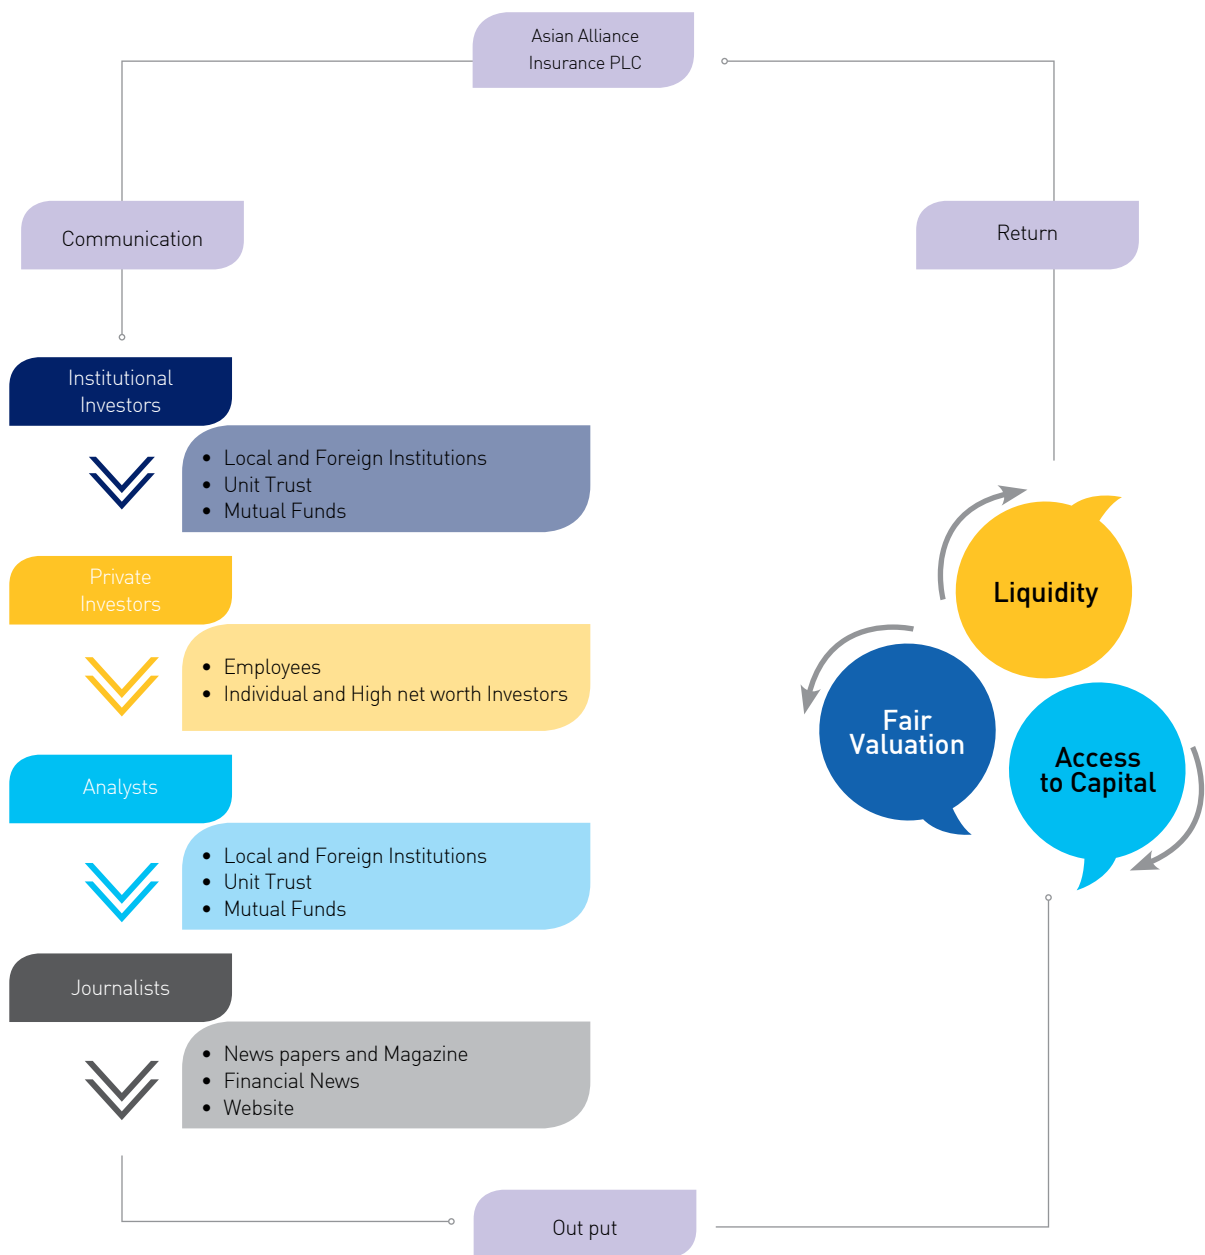 Asian Alliance
Insurance PLC
Communication
Return
Institutional
Investors
• Local and Foreign Institutions
• Unit Trust
• Mutual Funds
Private
Investors
• Employees
• Individual and High net worth Investors
Analysts
• Local and Foreign Institutions
• Unit Trust
• Mutual Funds
Journalists
• News papers and Magazine
• Financial News
• Website
Liquidity
Fair
Valuation
Access
to Capital
Out put